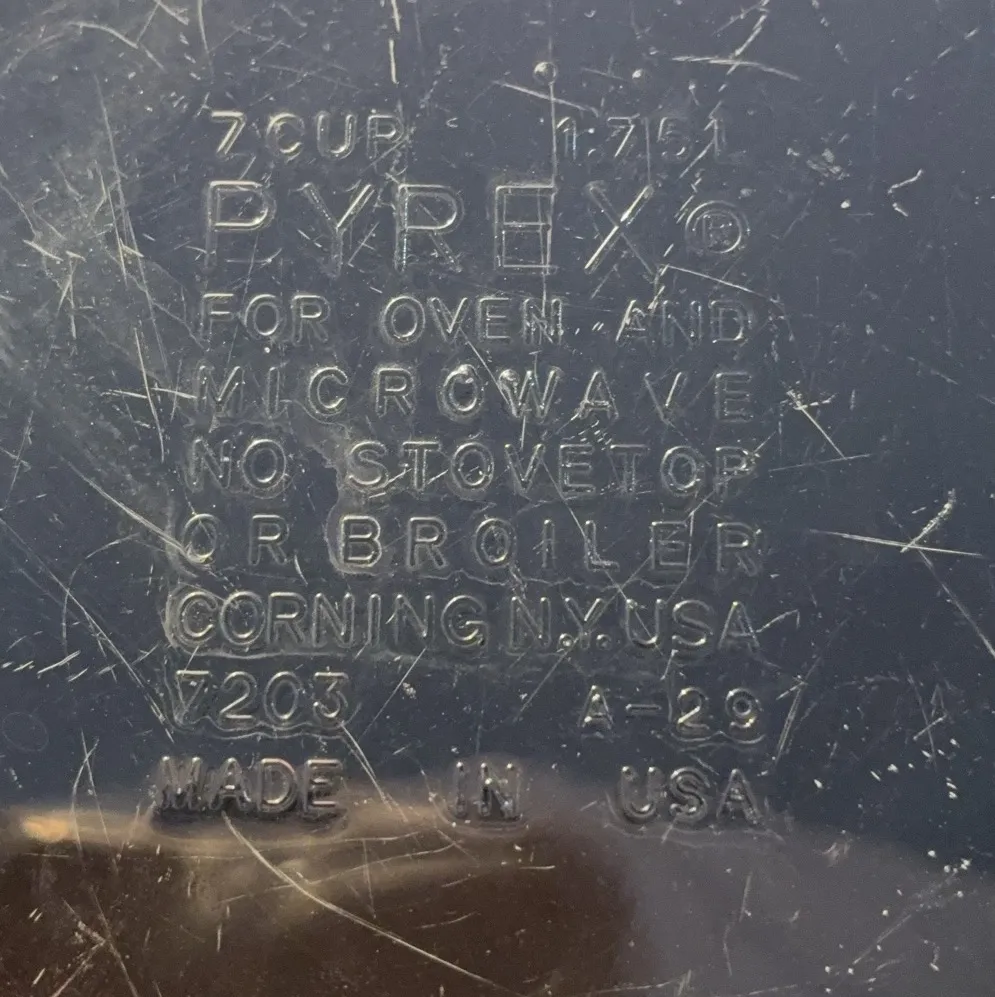 7 CUP 1.75 L
PYREX®
FOR OVEN AND
MICROWAVE
NO STOVETOP
OR BROILER
CORNING N.Y. USA
7203 A-29
MADE IN USA